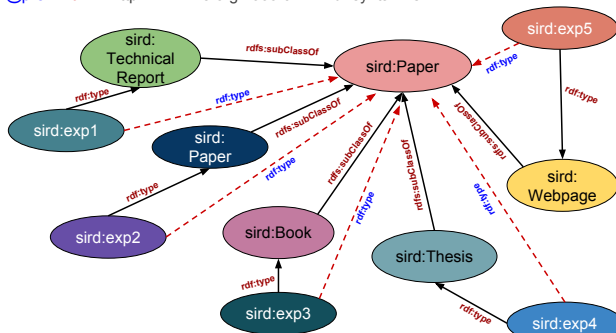 sird:
Technical
Report
rdfs:subClassOf
sird:Paper
sird:exp5
rdf:type
rdf:type
rdf:type
rdf:type
sird:exp1
rdfs:subClassOf
rdfs:subClassOf
sird:
Paper
rdfs:subClassOf
rdfs:subClassOf
rdf:type
rdf:type
sird:
Webpage
rdf:type
rdf:type
sird:exp2
sird:Book
sird:Thesis
rdf:type
rdf:type
sird:exp3
sird:exp4